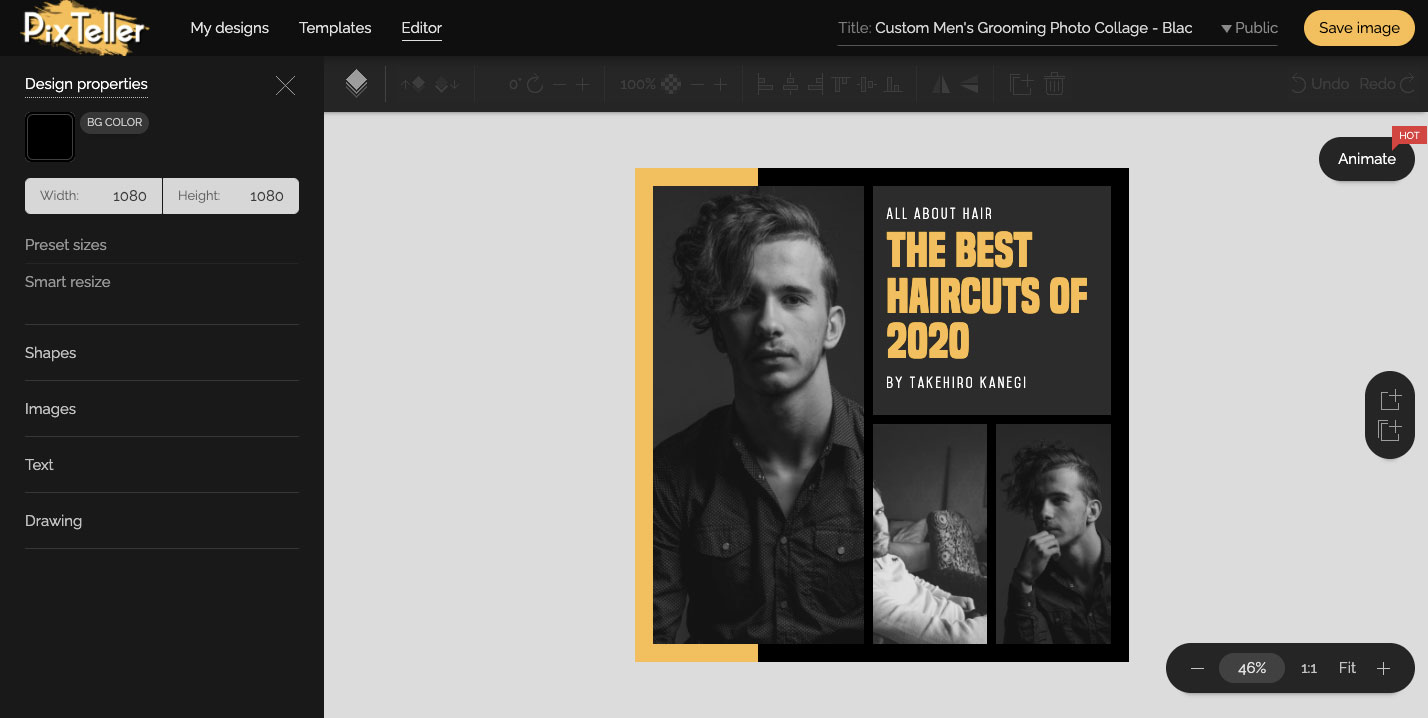 PixTeller
My designs
Templates
Editor
Title: Custom Men's Grooming Photo Collage - Blac
Public
Save image
Design properties
BG COLOR
Width: 1080
Height: 1080
Preset sizes
Smart resize
Shapes
Images
Text
Drawing
0°
100%
Undo
Redo
HOT
Animate
ALL ABOUT HAIR
THE BEST
HAIRCUTS OF
2020
BY TAKEHIRO KANEGI
46%
1:1
Fit